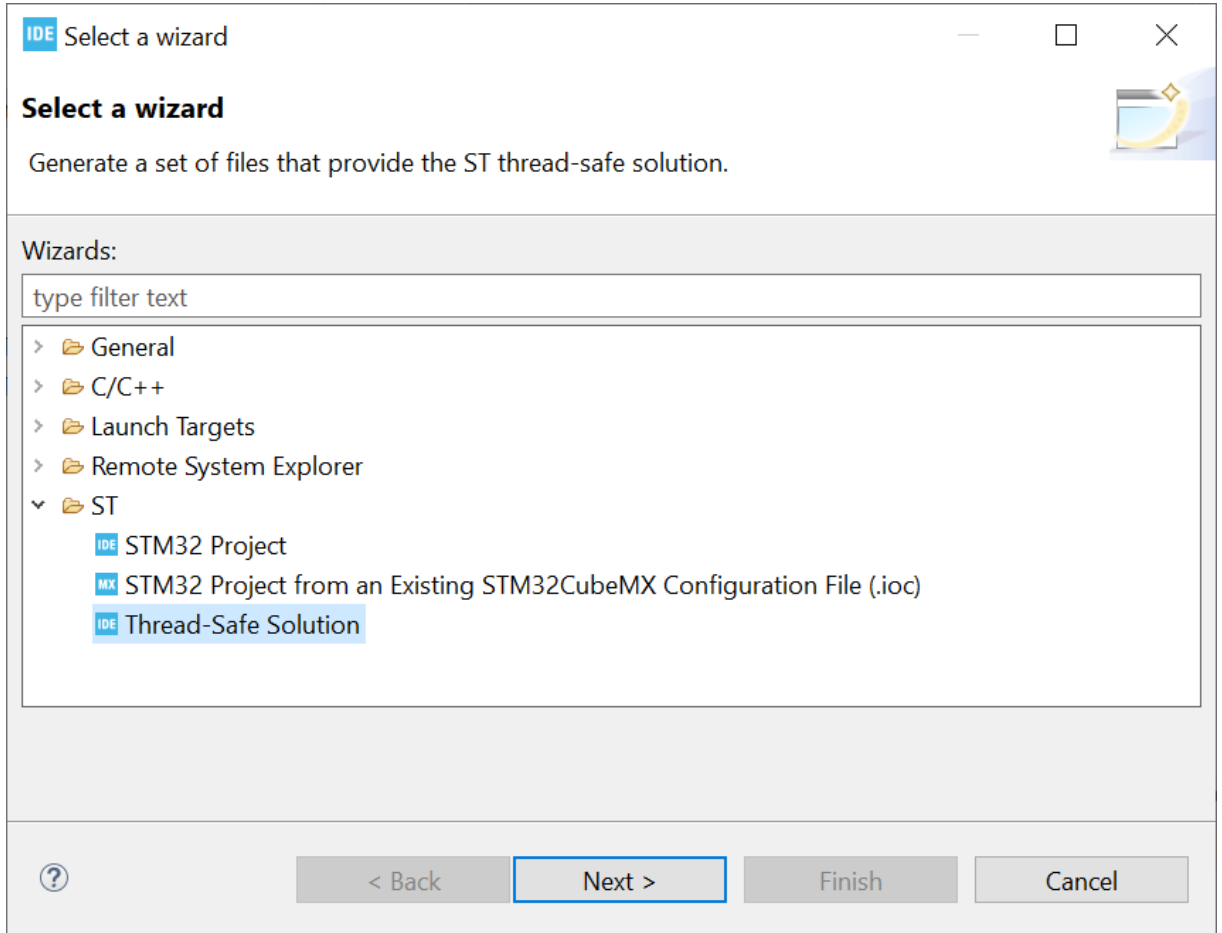 IDE Select a wizard
Select a wizard
Generate a set of files that provide the ST thread-safe solution.
Wizards:
type filter text
General
C/C++
Launch Targets
Remote System Explorer
ST
IDE STM32 Project
MX STM32 Project from an Existing STM32CubeMX Configuration File (.ioc)
IDE Thread-Safe Solution
? < Back Next > Finish Cancel